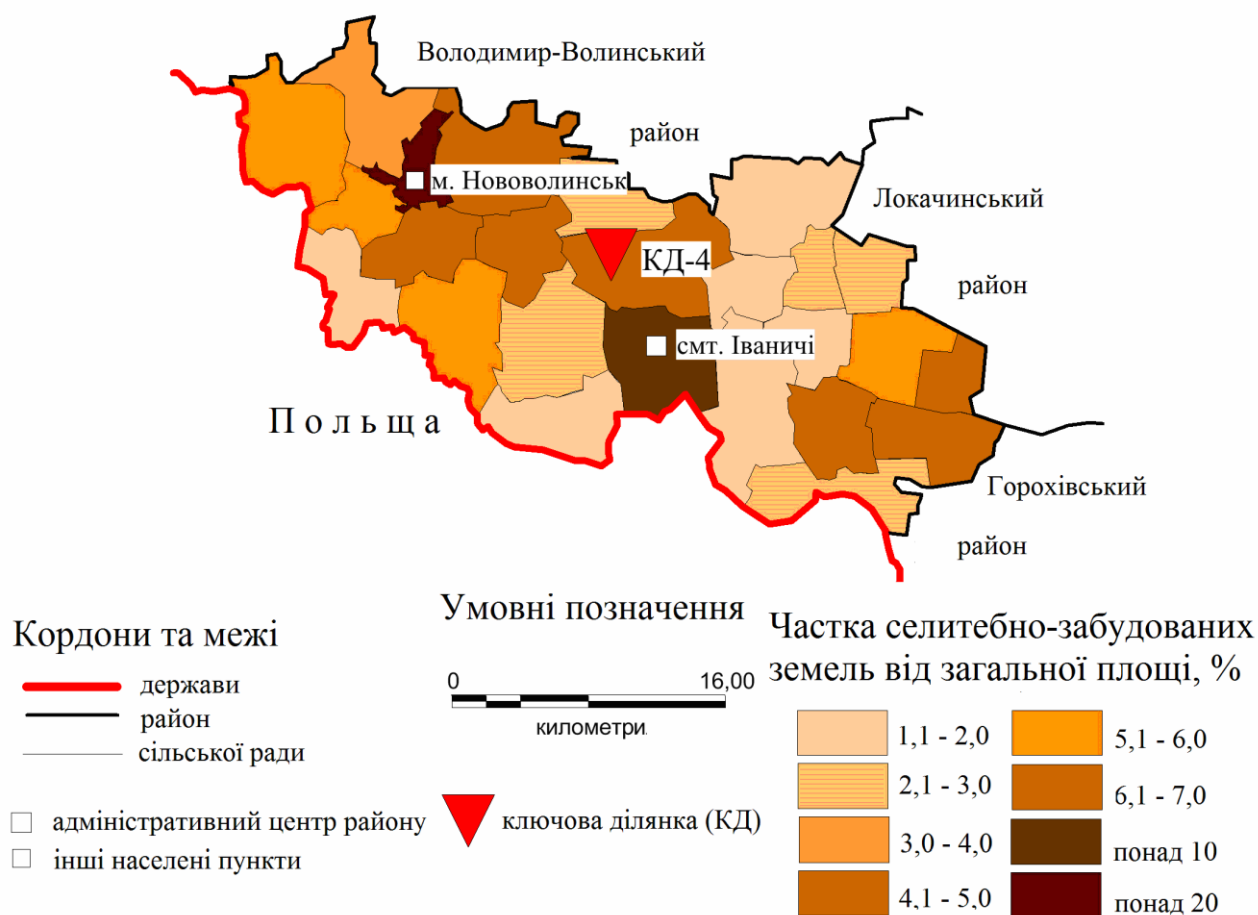 Володимир-Волинський
район
м. Нововолинськ
Локачинський
район
КД-4
смт. Іваничі
Польща
Горохівський
район
Умовні позначення
Кордони та межі
держави
район
сільської ради
адміністративний центр району
інші населені пункти
0 16,00
километри
ключова ділянка (КД)
Частка селитебно-забудованих
земель від загальної площі, %
1,1 - 2,0
2,1 - 3,0
3,0 - 4,0
4,1 - 5,0
5,1 - 6,0
6,1 - 7,0
понад 10
понад 20